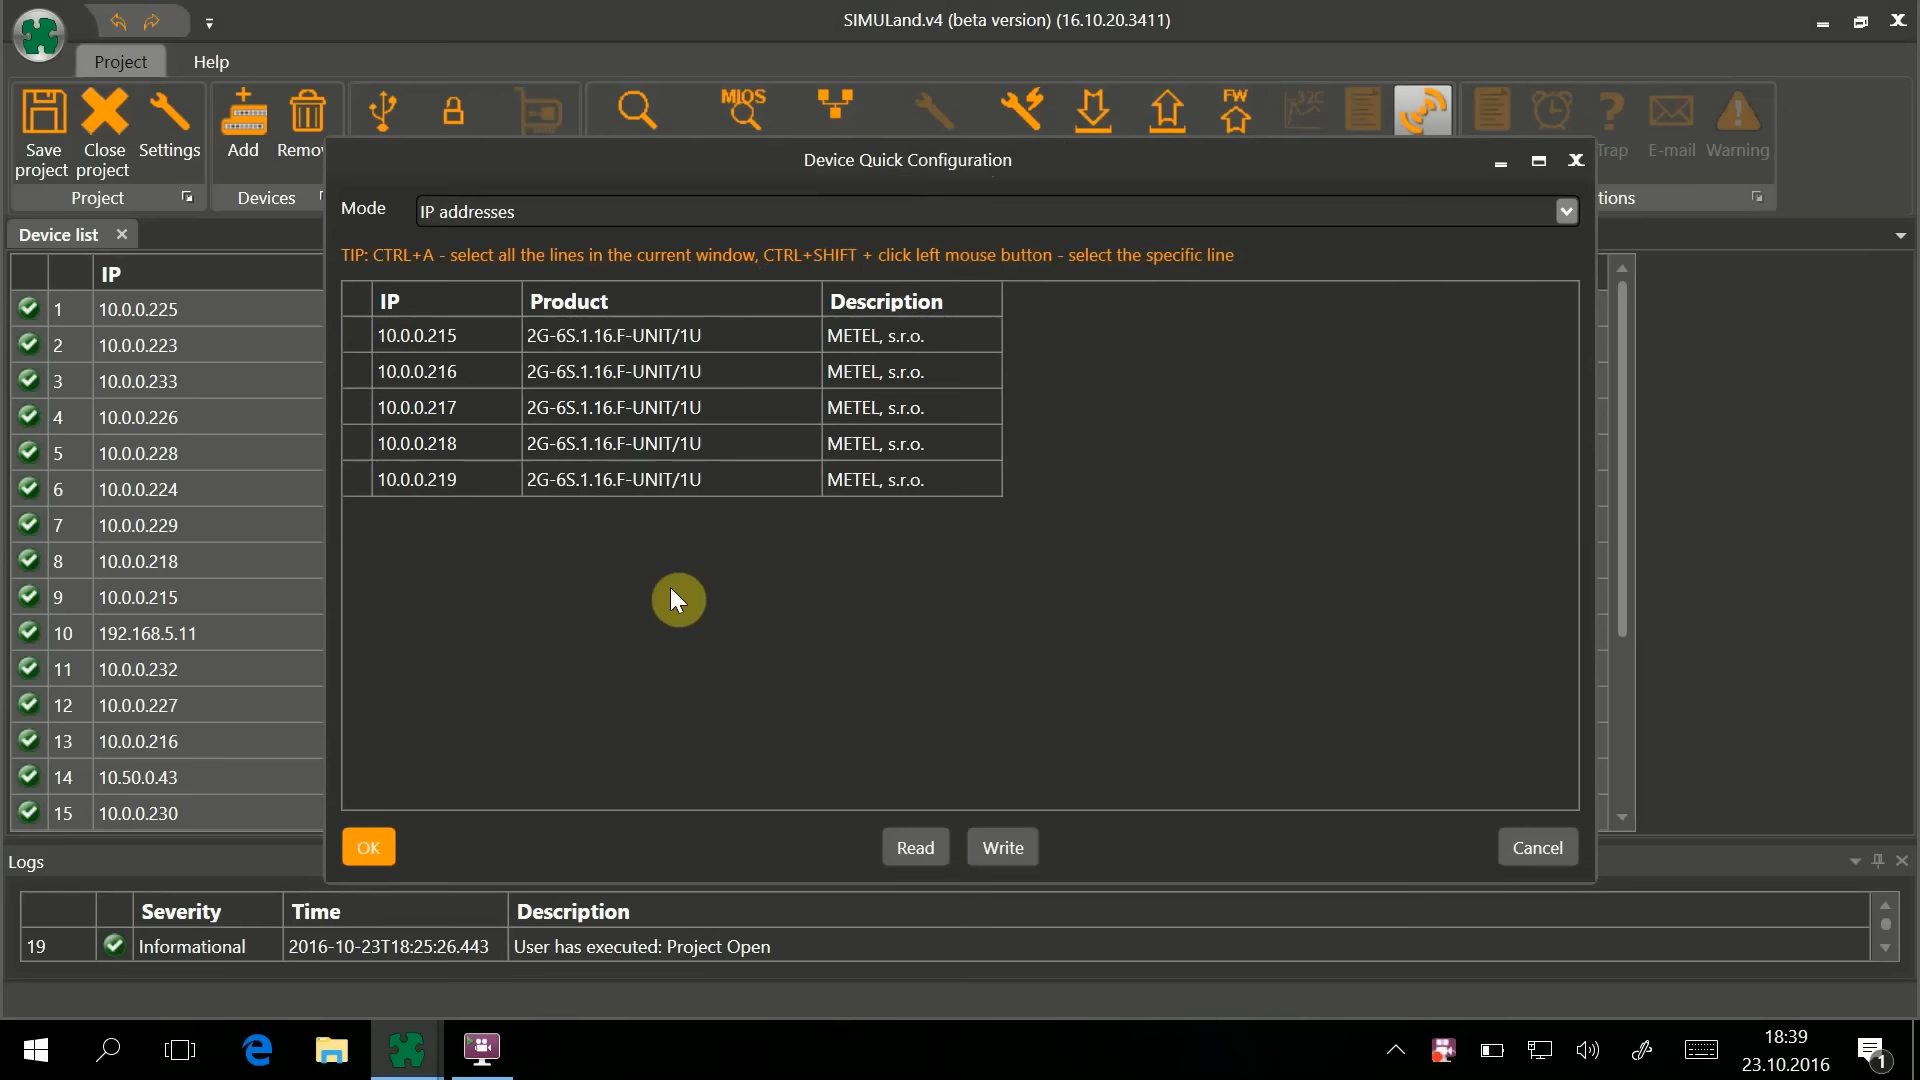 SIMULand.v4 (beta version) (16.10.20.3411)
Project Help
MIOS FW
Save project Close project Settings Add Remov Trap E-mail Warning
Project Devices tions
Device Quick Configuration
Mode IP addresses
TIP: CTRL+A - select all the lines in the current window, CTRL+SHIFT + click left mouse button - select the specific line
IP Product Description
10.0.0.215 2G-6S.1.16.F-UNIT/1U METEL, s.r.o.
10.0.0.216 2G-6S.1.16.F-UNIT/1U METEL, s.r.o.
10.0.0.217 2G-6S.1.16.F-UNIT/1U METEL, s.r.o.
10.0.0.218 2G-6S.1.16.F-UNIT/1U METEL, s.r.o.
10.0.0.219 2G-6S.1.16.F-UNIT/1U METEL, s.r.o.
OK Read Write Cancel
Device list
IP
1 10.0.0.225
2 10.0.0.223
3 10.0.0.233
4 10.0.0.226
5 10.0.0.228
6 10.0.0.224
7 10.0.0.229
8 10.0.0.218
9 10.0.0.215
10 192.168.5.11
11 10.0.0.232
12 10.0.0.227
13 10.0.0.216
14 10.50.0.43
15 10.0.0.230
Logs
Severity Time Description
19 Informational 2016-10-23T18:25:26.443 User has executed: Project Open
18:39
23.10.2016
1